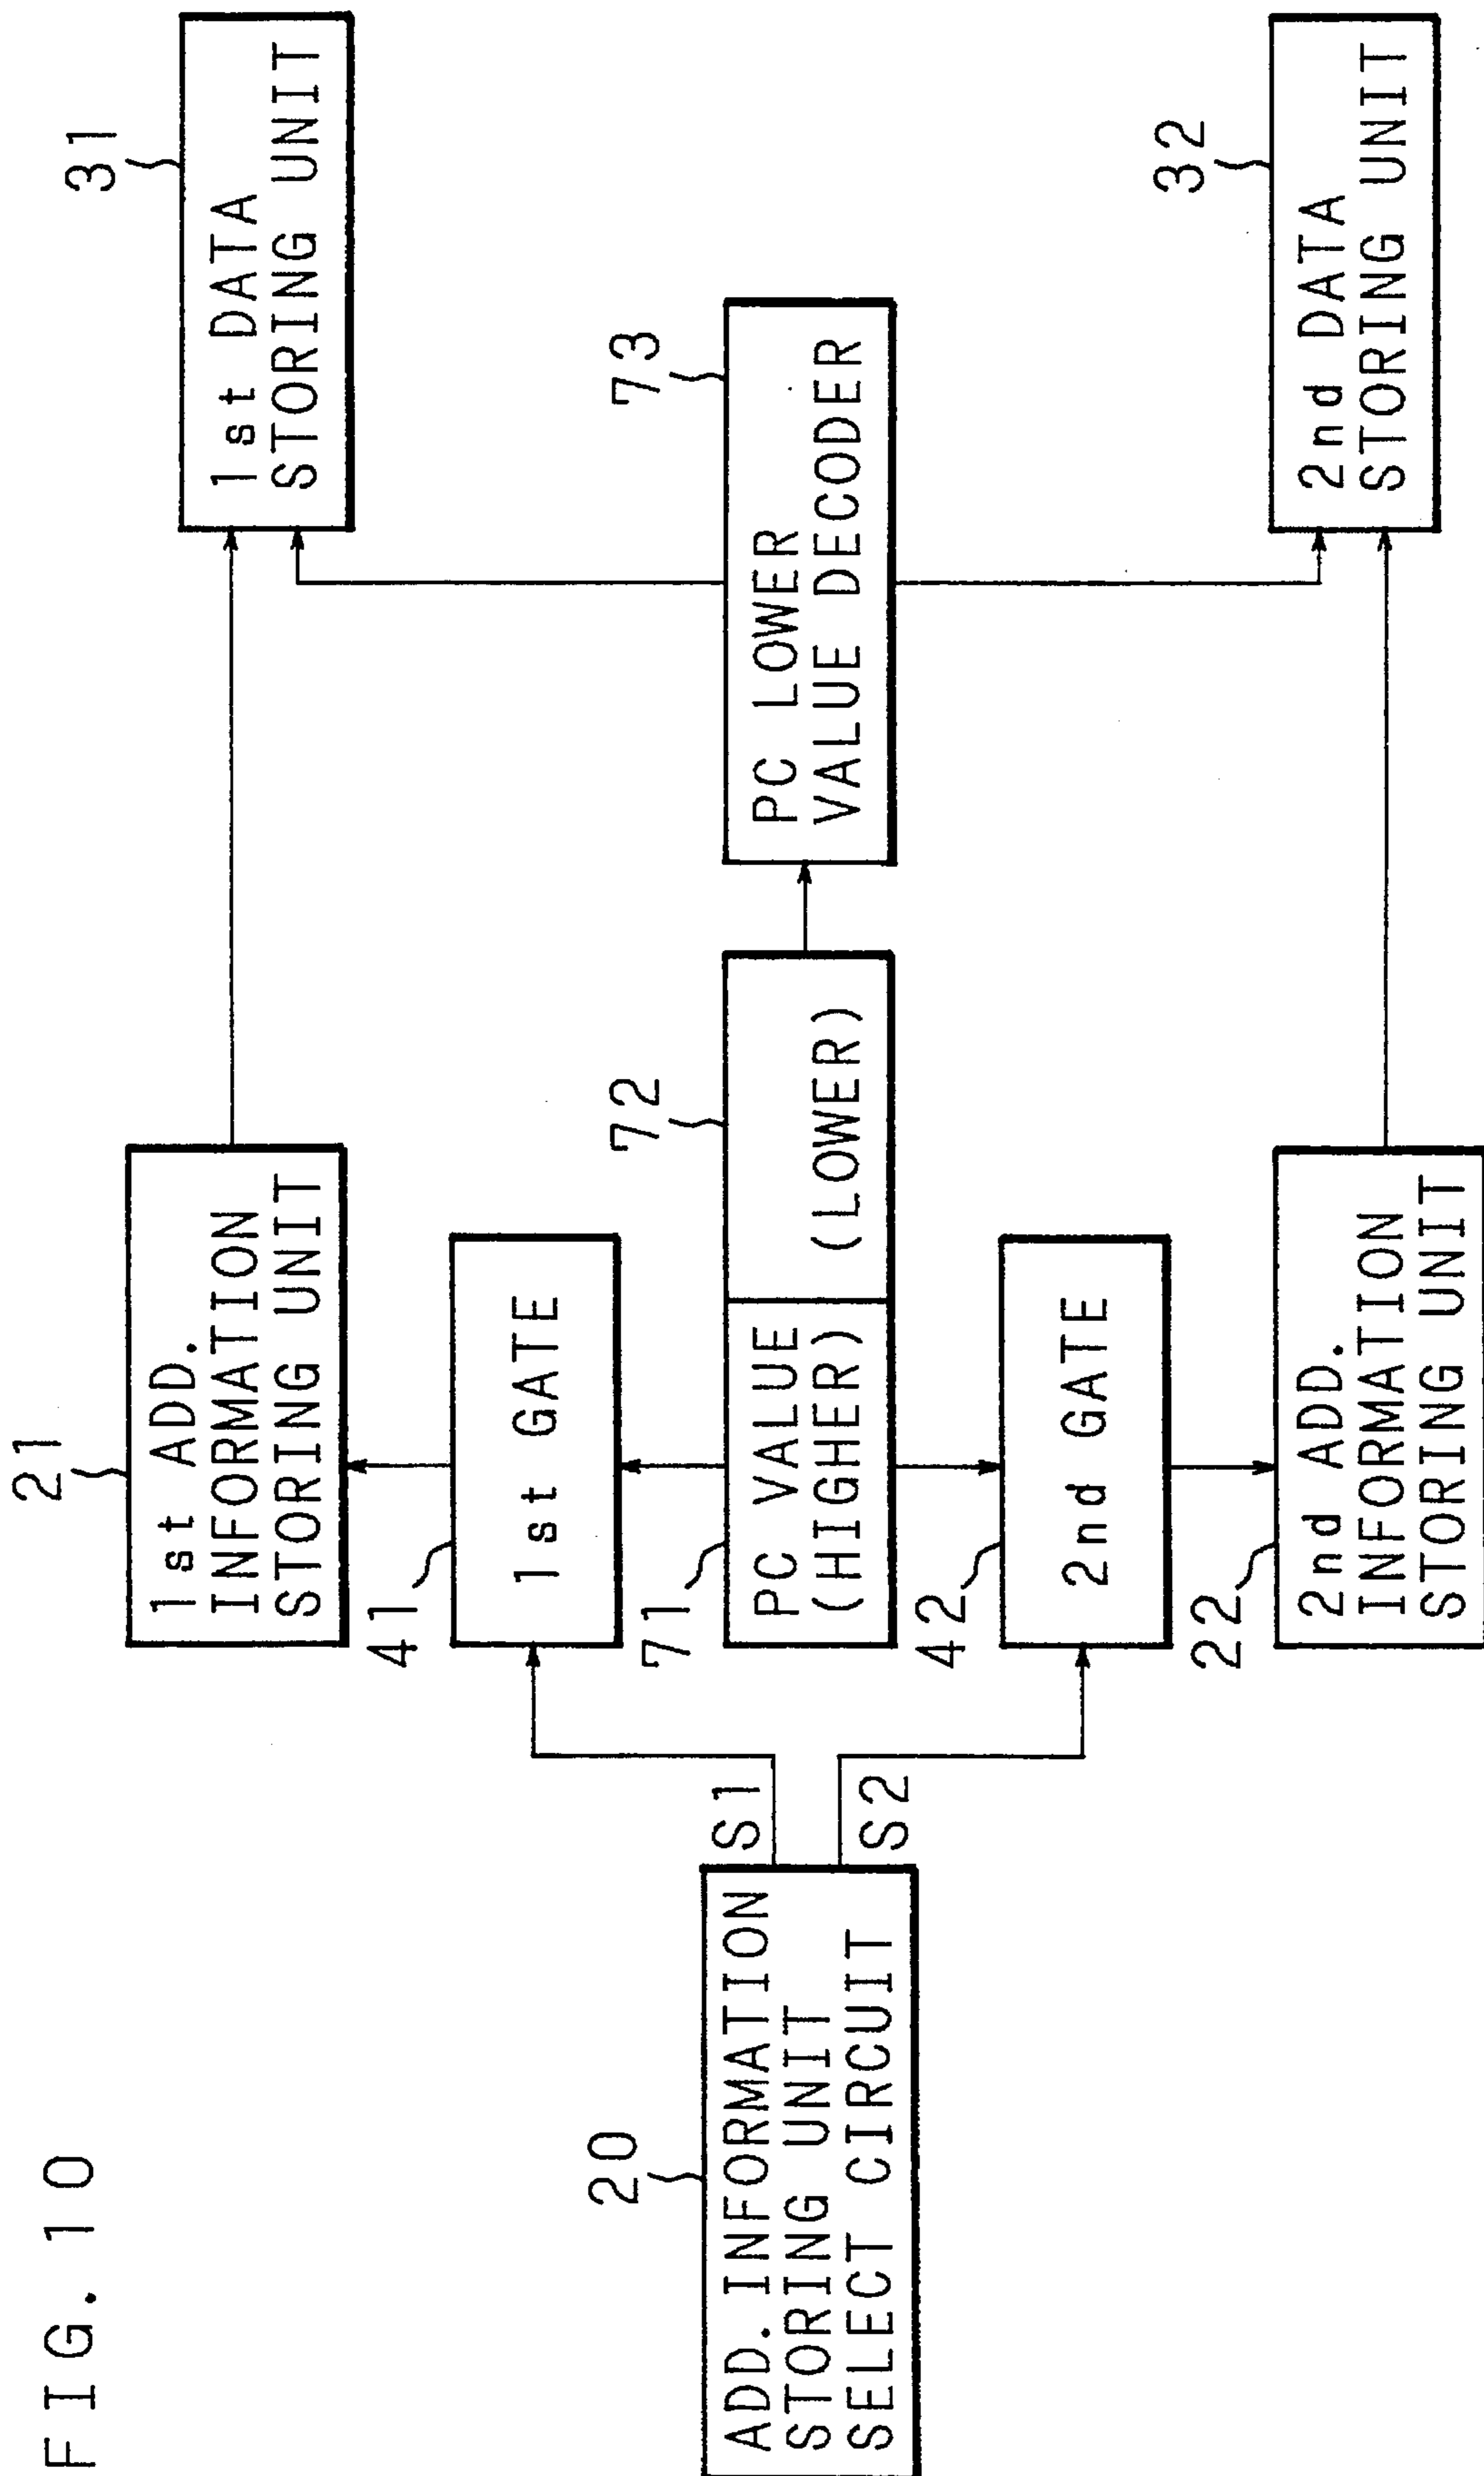 FIG.10
21
1st ADD.
INFORMATION
STORING UNIT
31
1st DATA
STORING UNIT
41
1st GATE
20
ADD.INFORMATION
STORING UNIT
SELECT CIRCUIT
S1
S2
71
PC VALUE
(HIGHER)
72
(LOWER)
73
PC LOWER
VALUE DECODER
42
2nd GATE
22
2nd ADD.
INFORMATION
STORING UNIT
32
2nd DATA
STORING UNIT